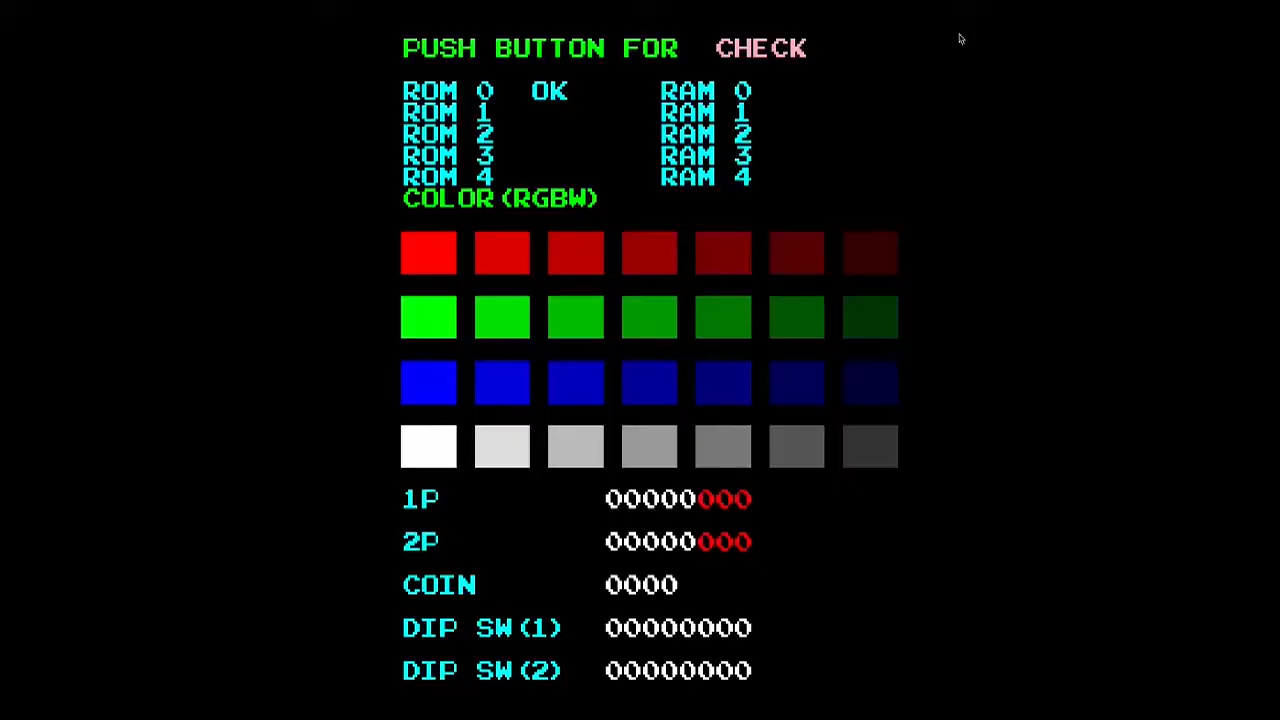 PUSH BUTTON FOR CHECK
ROM 0 OK RAM 0
ROM 1 RAM 1
ROM 2 RAM 2
ROM 3 RAM 3
ROM 4 RAM 4
COLOR(RGBW)
1P 00000000
2P 00000000
COIN 0000
DIP SW(1) 00000000
DIP SW(2) 00000000